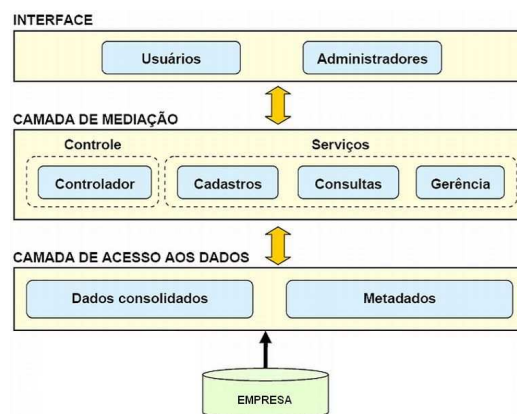 INTERFACE
Usuários
Administradores
CAMADA DE MEDIAÇÃO
Controle
Serviços
Controlador
Cadastros
Consultas
Gerência
CAMADA DE ACESSO AOS DADOS
Dados consolidados
Metadados
EMPRESA